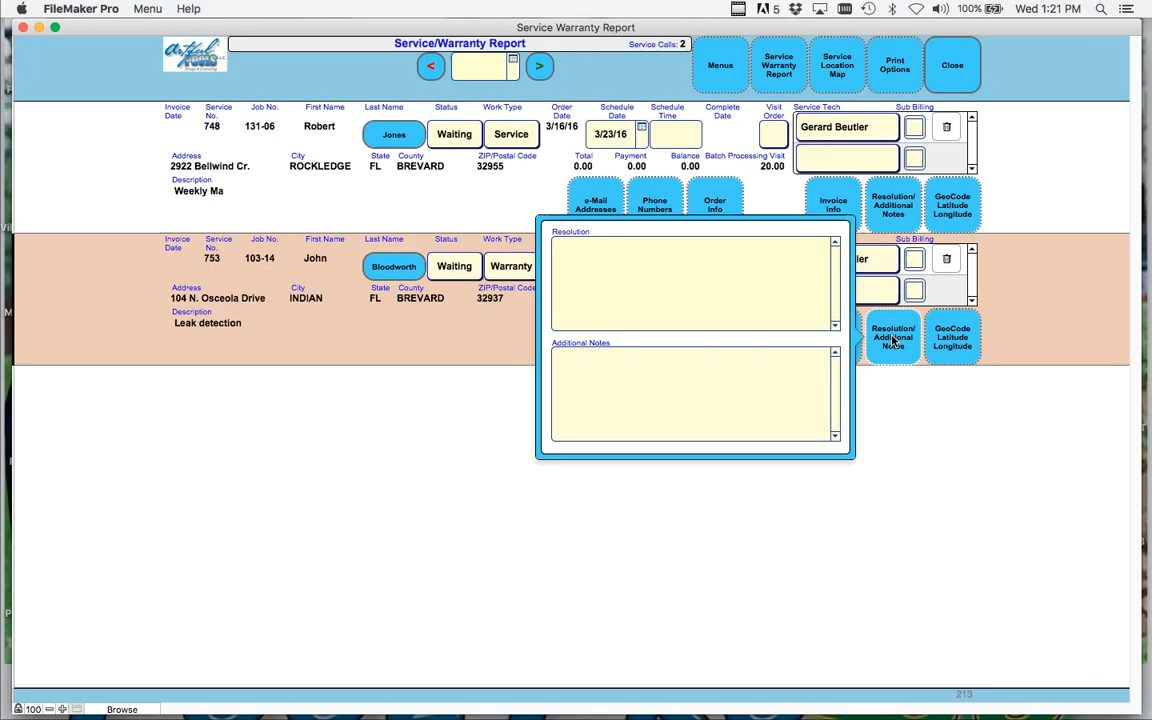 FileMaker Pro Menu Help
5 100% Wed 1:21 PM
Service Warranty Report
Artful
TOOLS LLC
Service/Warranty Report
Service Calls: 2
< >
Menus
Service
Warranty
Report
Service
Location
Map
Print
Options
Close
Invoice Date Service No. Job No. First Name Last Name Status Work Type Order Date Schedule Date Schedule Time Complete Date Visit Order Service Tech Sub Billing
748 131-06 Robert Jones Waiting Service 3/16/16 3/23/16 Gerard Beutler
Address City State County ZIP/Postal Code Total Payment Balance Batch Processing Visit
2922 Bellwind Cr. ROCKLEDGE FL BREVARD 32955 0.00 0.00 0.00 20.00
Description
Weekly Ma
e-Mail
Addresses
Phone
Numbers
Order
Info
Invoice
Info
Resolution/
Additional
Notes
GeoCode
Latitude
Longitude
Invoice Date Service No. Job No. First Name Last Name Status Work Type Sub Billing
753 103-14 John Bloodworth Waiting Warranty ler
Address City State County ZIP/Postal Code
104 N. Osceola Drive INDIAN FL BREVARD 32937
Description
Leak detection
Resolution/
Additional
Notes
GeoCode
Latitude
Longitude
Resolution
Additional Notes
213
100 Browse